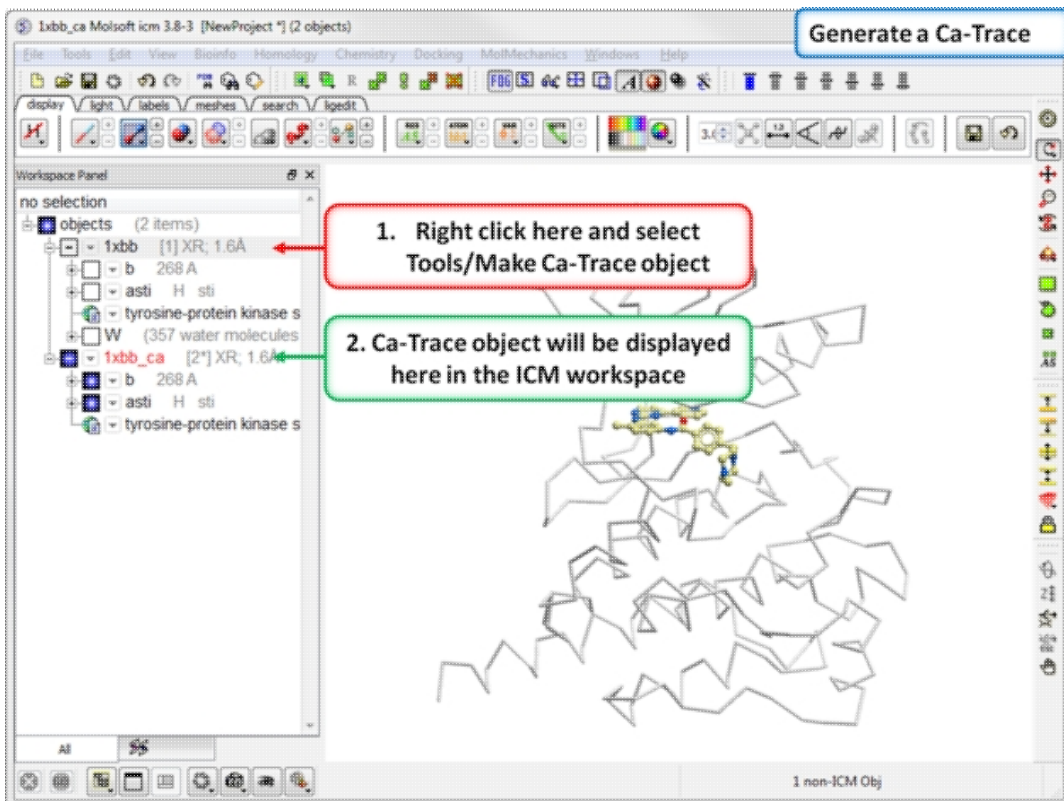 1xbb_ca Molsoft icm 3.8-3 [NewProject *] (2 objects)
Generate a Ca-Trace
File Tools Edit View Bioinfo Homology Chemistry Docking MolMechanics Windows Help
display light labels meshes search ligedit
Workspace Panel
no selection
objects (2 items)
1xbb [1] XR; 1.6Å
b 268 A
asti H sti
tyrosine-protein kinase s
W (357 water molecules
1xbb_ca [2*] XR; 1.6Å
b 268 A
asti H sti
tyrosine-protein kinase s
1. Right click here and select
Tools/Make Ca-Trace object
2. Ca-Trace object will be displayed
here in the ICM workspace
All
1 non-ICM Obj